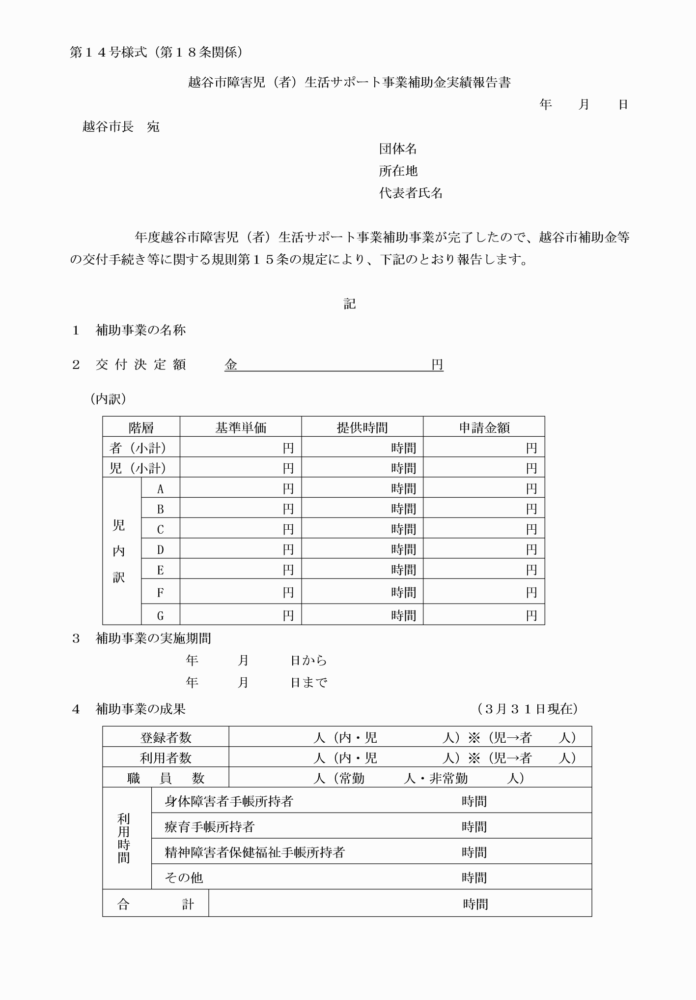 第１４号様式（第１８条関係）
越谷市障害児（者）生活サポート事業補助金実績報告書
年　　月　　日
越谷市長　宛
団体名
所在地
代表者氏名
年度越谷市障害児（者）生活サポート事業補助事業が完了したので、越谷市補助金等
の交付手続き等に関する規則第１５条の規定により、下記のとおり報告します。
記
１　補助事業の名称
２　交付決定額　　　金　　　　　　　　　　　　　　　円
（内訳）
階層　基準単価　提供時間　申請金額
者（小計）　円　時間　円
児（小計）　円　時間　円
児内訳
A　円　時間　円
B　円　時間　円
C　円　時間　円
D　円　時間　円
E　円　時間　円
F　円　時間　円
G　円　時間　円
３　補助事業の実施期間
年　　　月　　　日から
年　　　月　　　日まで
４　補助事業の成果　　　（３月３１日現在）
登録者数　人（内・児　　　　　人）※（児→者　　人）
利用者数　人（内・児　　　　　人）※（児→者　　人）
職　員　数　人（常勤　　　人・非常勤　　　人）
利用時間
身体障害者手帳所持者　時間
療育手帳所持者　時間
精神障害者保健福祉手帳所持者　時間
その他　時間
合　　　　計　時間